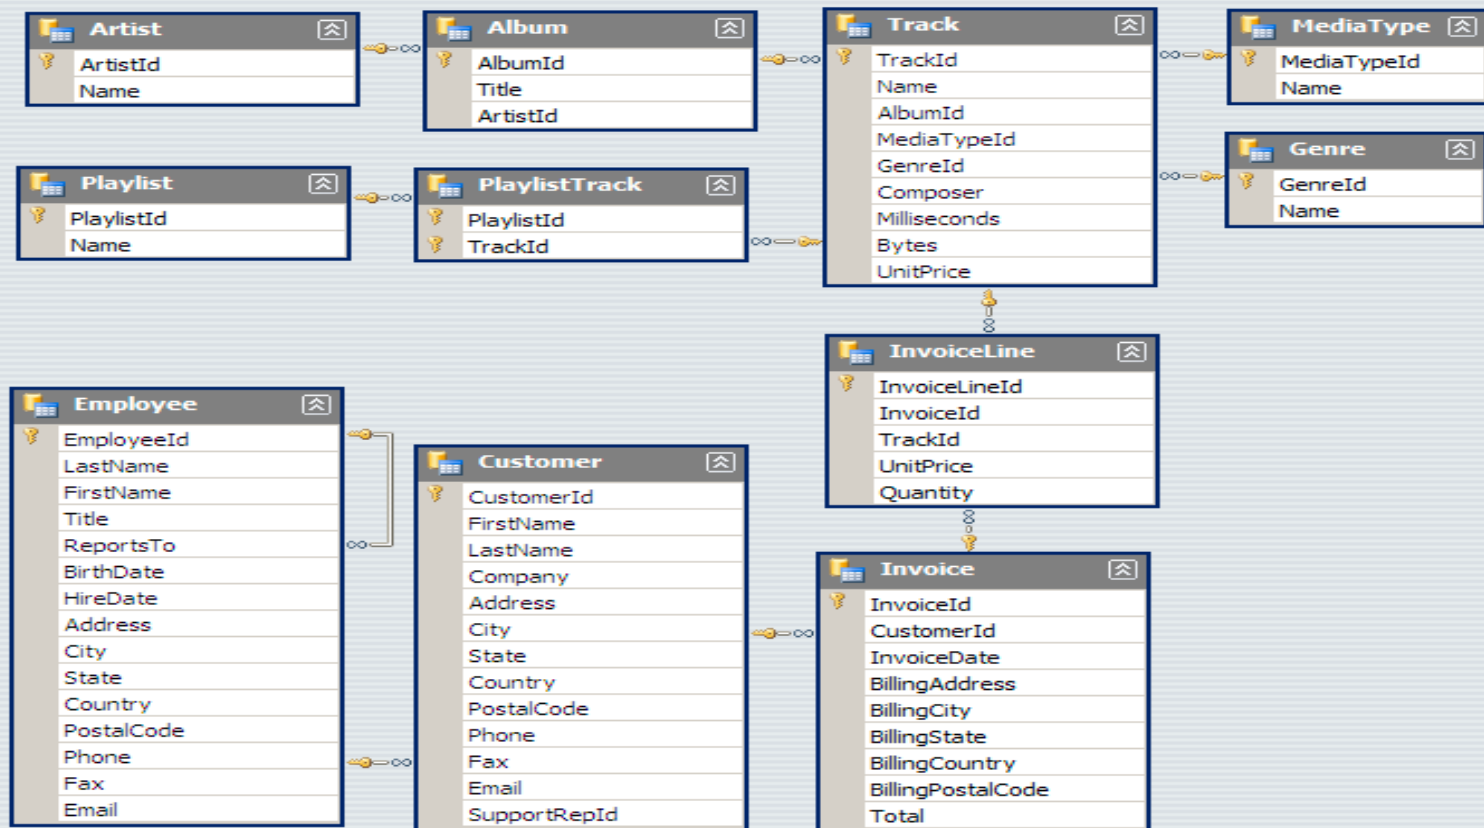 Artist
ArtistId
Name
Album
AlbumId
Title
ArtistId
Track
TrackId
Name
AlbumId
MediaTypeId
GenreId
Composer
Milliseconds
Bytes
UnitPrice
MediaType
MediaTypeId
Name
Genre
GenreId
Name
Playlist
PlaylistId
Name
PlaylistTrack
PlaylistId
TrackId
InvoiceLine
InvoiceLineId
InvoiceId
TrackId
UnitPrice
Quantity
Employee
EmployeeId
LastName
FirstName
Title
ReportsTo
BirthDate
HireDate
Address
City
State
Country
PostalCode
Phone
Fax
Email
Customer
CustomerId
FirstName
LastName
Company
Address
City
State
Country
PostalCode
Phone
Fax
Email
SupportRepId
Invoice
InvoiceId
CustomerId
InvoiceDate
BillingAddress
BillingCity
BillingState
BillingCountry
BillingPostalCode
Total